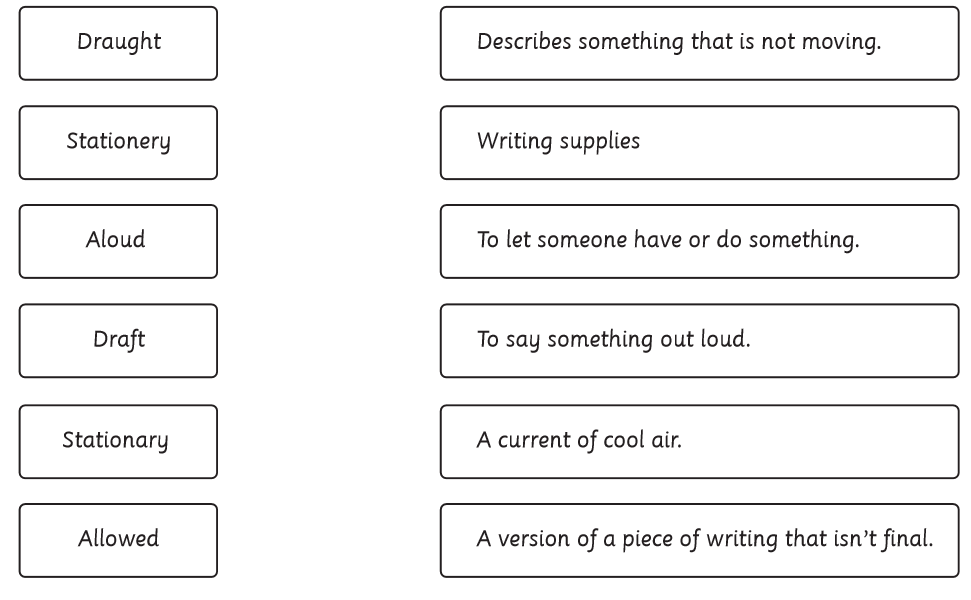 Draught
Describes something that is not moving.
Stationery
Writing supplies
Aloud
To let someone have or do something.
Draft
To say something out loud.
Stationary
A current of cool air.
Allowed
A version of a piece of writing that isn’t final.